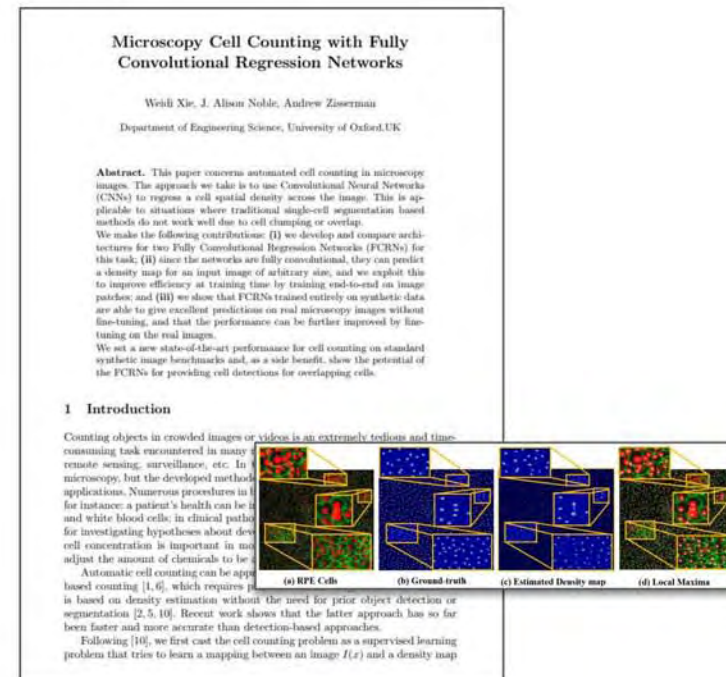 Microscopy Cell Counting with Fully
Convolutional Regression Networks
Weidi Xie, J. Alison Noble, Andrew Zisserman
Department of Engineering Science, University of Oxford,UK
Abstract. This paper concerns automated cell counting in microscopy
images. The approach we take is to use Convolutional Neural Networks
(CNNs) to regress a cell spatial density across the image. This is ap-
plicable to situations where traditional single-cell segmentation based
methods do not work well due to cell clumping or overlap.
We make the following contributions: (i) we develop and compare archi-
tectures for two Fully Convolutional Regression Networks (FCRNs) for
this task; (ii) since the networks are fully convolutional, they can predict
a density map for an input image of arbitrary size, and we exploit this
to improve efficiency at training time by training end-to-end on image
patches; and (iii) we show that FCRNs trained entirely on synthetic data
are able to give excellent predictions on real microscopy images without
fine-tuning, and that the performance can be further improved by fine-
tuning on the real images.
We set a new state-of-the-art performance for cell counting on standard
synthetic image benchmarks and, as a side benefit, show the potential of
the FCRNs for providing cell detections for overlapping cells.
1 Introduction
Counting objects in crowded images or videos is an extremely tedious and time-
consuming task encountered in many
remote sensing, surveillance, etc. In
microscopy, but the developed methods
applications. Numerous procedures in
for instance: a patient's health can be
and white blood cells; in clinical
for investigating hypotheses about
cell concentration is important in
adjust the amount of chemicals to be
Automatic cell counting can be
based counting [1, 6], which requires
is based on density estimation without the need for prior object detection or
segmentation [2, 5, 10]. Recent work shows that the latter approach has so far
been faster and more accurate than detection-based approaches.
Following [10], we first cast the cell counting problem as a supervised learning
problem that tries to learn a mapping between an image I(x) and a density map
(a) RPE Cells
(b) Ground-truth
(c) Estimated Density map
(d) Local Maxima